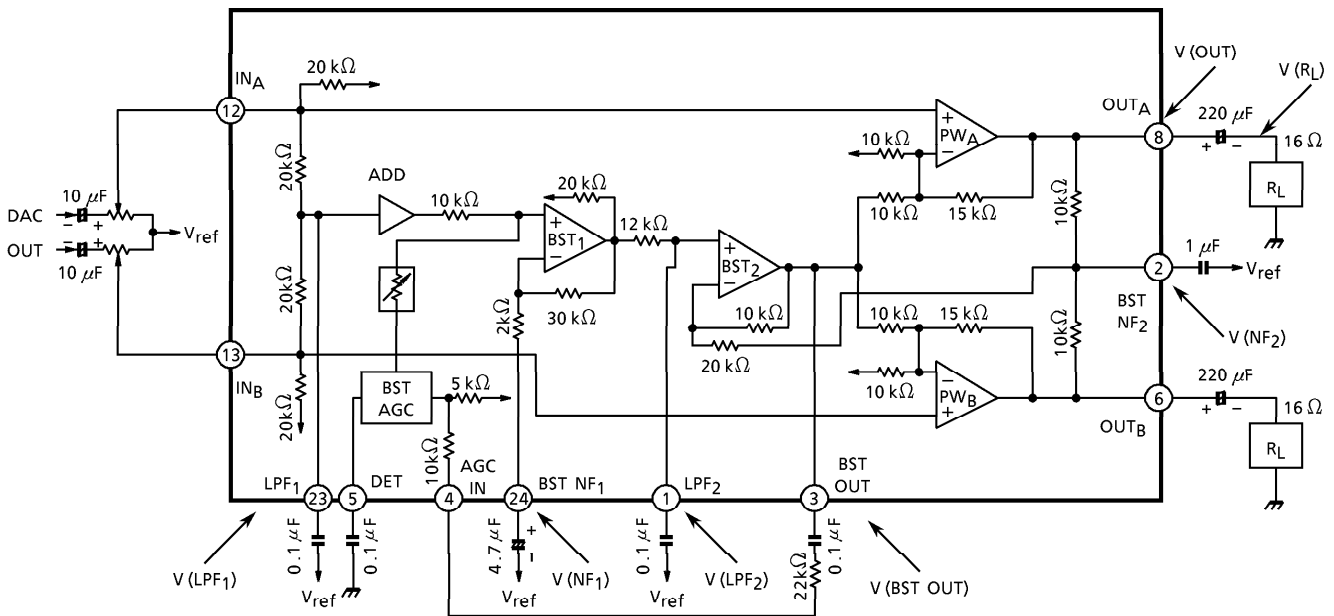 20 kΩ
IN_A
V (OUT)
V (R_L)
12
OUT_A
220 μF
10 kΩ
+
PW_A
−
8
+
−
16 Ω
20kΩ
ADD
10 μF
10 kΩ
20 kΩ
R_L
DAC
−
+
12 kΩ
10 kΩ
15 kΩ
10kΩ
V_ref
+
BST_1
−
+
BST_2
−
1 μF
OUT
−
+
2
V_ref
10 μF
20kΩ
2kΩ
30 kΩ
10 kΩ
10 kΩ
15 kΩ
10kΩ
BST
NF_2
13
20 kΩ
V (NF_2)
IN_B
BST
AGC
5 kΩ
10 kΩ
−
PW_B
+
220 μF
20kΩ
6
+
−
16 Ω
10kΩ
OUT_B
R_L
LPF_1
DET
AGC
IN
BST NF_1
LPF_2
BST
OUT
23
5
4
24
1
3
0.1 μF
0.1 μF
4.7 μF
+
−
0.1 μF
0.1 μF
22kΩ
V (LPF_1)
V (NF_1)
V (LPF_2)
V (BST OUT)
V_ref
V_ref
V_ref